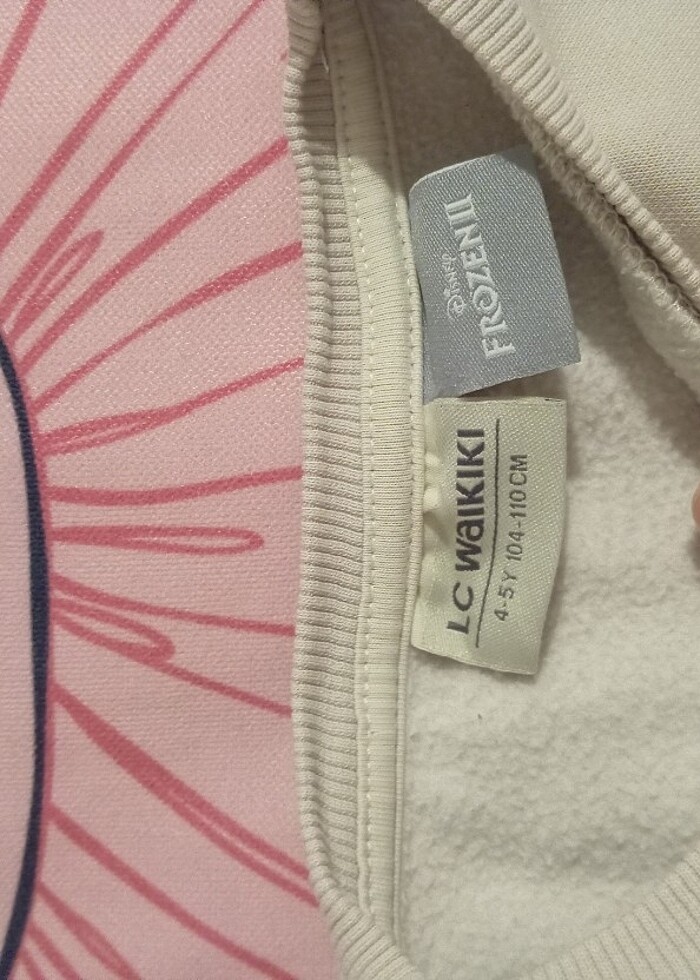 Disney
FROZEN II
LC WaIKIKI
4-5Y 104-110 CM